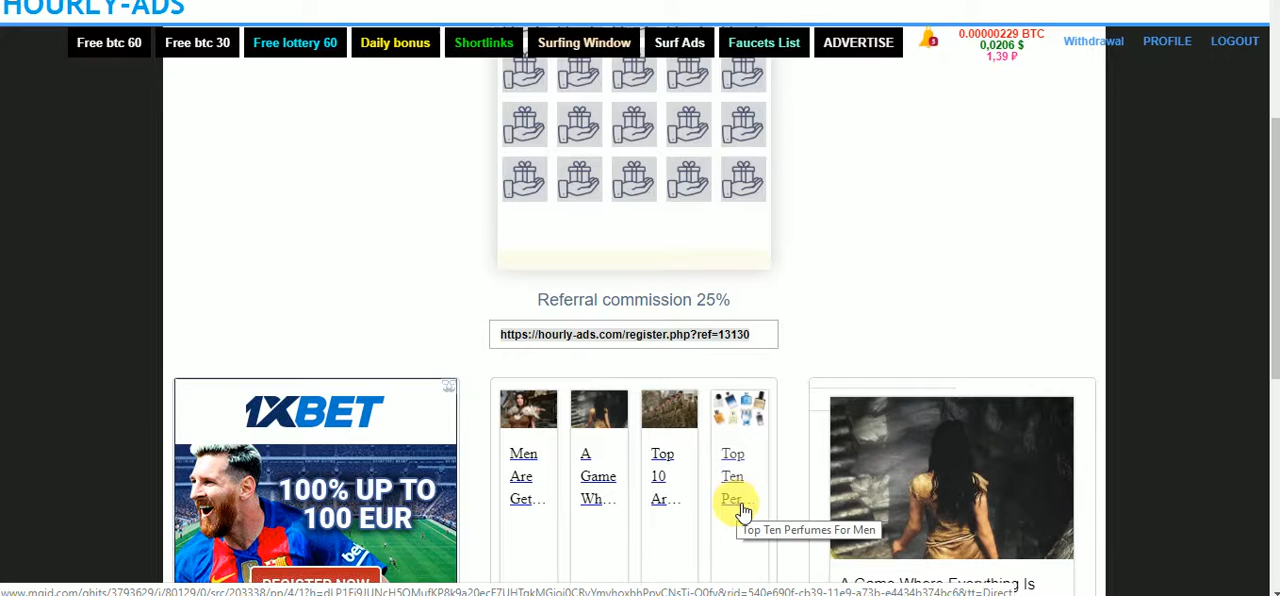 HOURLY-ADS
Free btc 60 Free btc 30 Free lottery 60 Daily bonus Shortlinks Surfing Window Surf Ads Faucets List ADVERTISE 5 0.00000229 BTC Withdrawal PROFILE LOGOUT
0,0206 $
1,39 ₽
Referral commission 25%
https://hourly-ads.com/register.php?ref=13130
1XBET
100% UP TO
100 EUR
REGISTER NOW
Men
Are
Get...
A
Game
Wh...
Top
10
Ar...
Top
Ten
Per...
Top Ten Perfumes For Men
A Game Where Everything Is